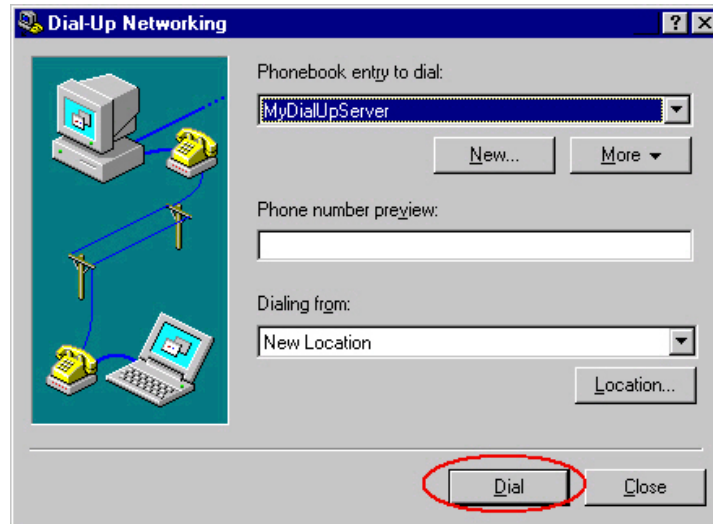 Dial-Up Networking
Phonebook entry to dial:
MyDialUpServer
New... More
Phone number preview:
Dialing from:
New Location
Location...
Dial Close